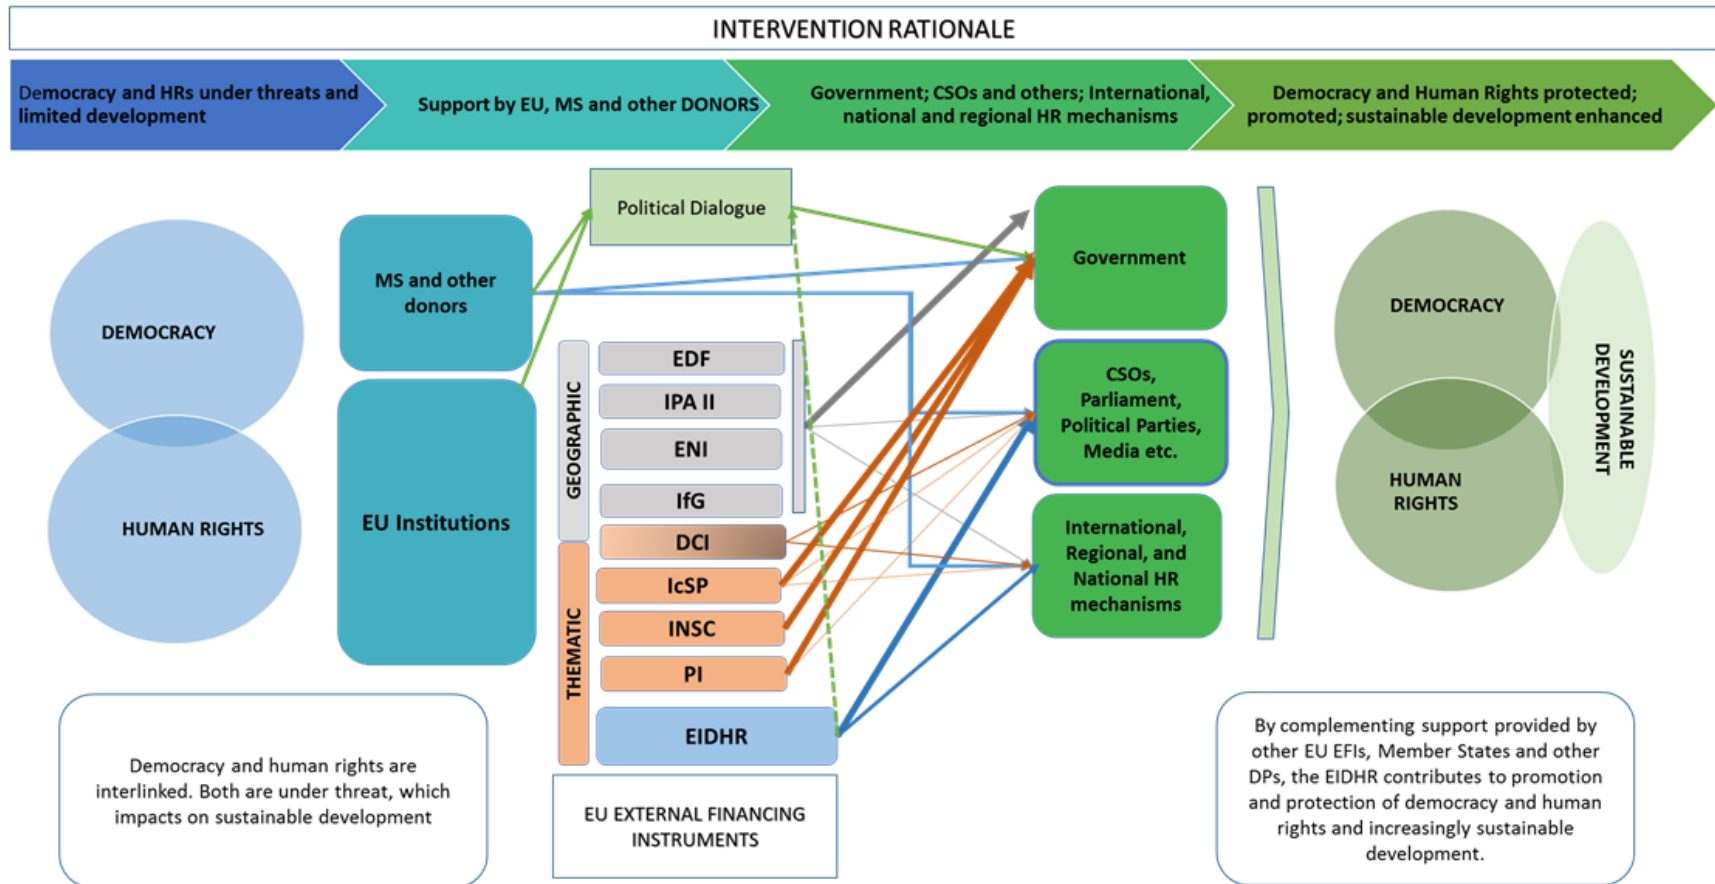 INTERVENTION RATIONALE
Democracy and HRs under threats and
limited development
Support by EU, MS and other DONORS
Government; CSOs and others; International,
national and regional HR mechanisms
Democracy and Human Rights protected;
promoted; sustainable development enhanced
DEMOCRACY
HUMAN RIGHTS
MS and other
donors
EU Institutions
Political Dialogue
GEOGRAPHIC
EDF
IPA II
ENI
IfG
DCI
THEMATIC
IcSP
INSC
PI
EIDHR
EU EXTERNAL FINANCING
INSTRUMENTS
Government
CSOs,
Parliament,
Political Parties,
Media etc.
International,
Regional, and
National HR
mechanisms
DEMOCRACY
HUMAN
RIGHTS
SUSTAINABLE
DEVELOPMENT
Democracy and human rights are
interlinked. Both are under threat, which
impacts on sustainable development
By complementing support provided by
other EU EFIs, Member States and other
DPs, the EIDHR contributes to promotion
and protection of democracy and human
rights and increasingly sustainable
development.